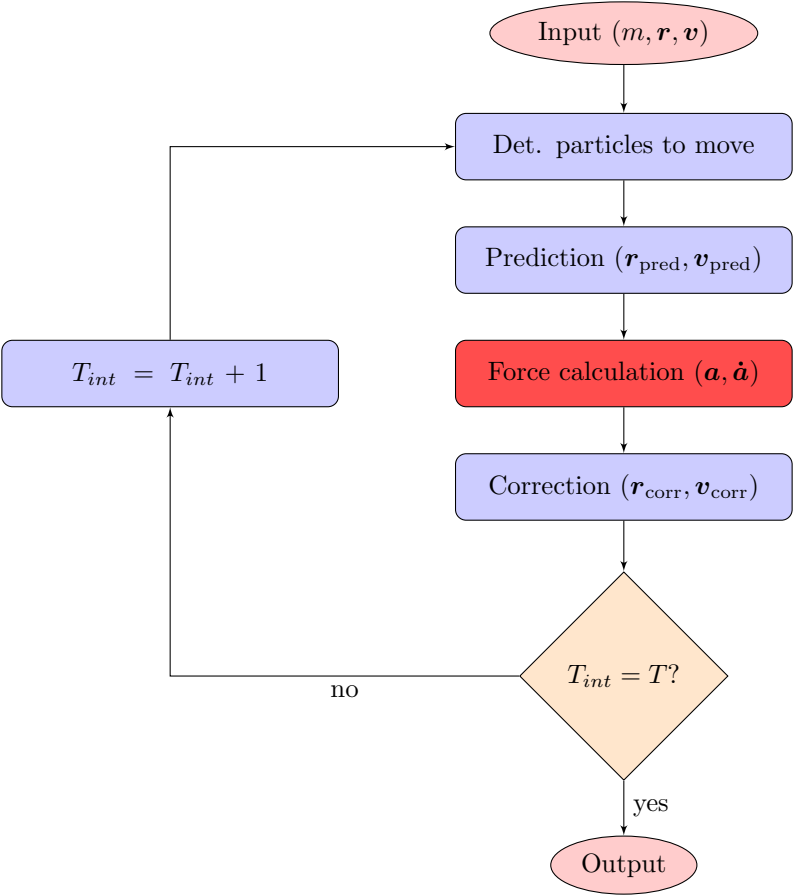 Input (m, r, v)
Det. particles to move
Prediction (r_pred, v_pred)
T_int = T_int + 1
Force calculation (a, ȧ)
Correction (r_corr, v_corr)
T_int = T?
no
yes
Output